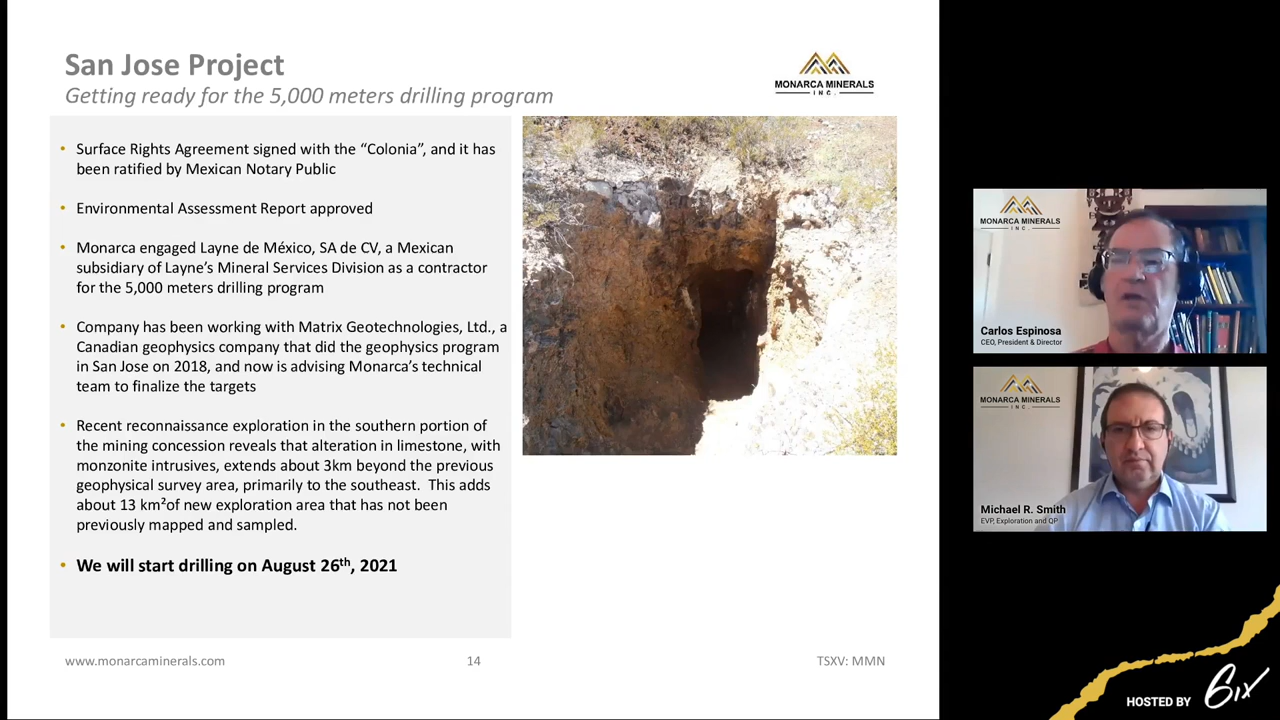 San Jose Project
Getting ready for the 5,000 meters drilling program
MONARCA MINERALS
INC.
• Surface Rights Agreement signed with the “Colonia”, and it has
been ratified by Mexican Notary Public
• Environmental Assessment Report approved
• Monarca engaged Layne de México, SA de CV, a Mexican
subsidiary of Layne’s Mineral Services Division as a contractor
for the 5,000 meters drilling program
• Company has been working with Matrix Geotechnologies, Ltd., a
Canadian geophysics company that did the geophysics program
in San Jose on 2018, and now is advising Monarca’s technical
team to finalize the targets
• Recent reconnaissance exploration in the southern portion of
the mining concession reveals that alteration in limestone, with
monzonite intrusives, extends about 3km beyond the previous
geophysical survey area, primarily to the southeast.  This adds
about 13 km²of new exploration area that has not been
previously mapped and sampled.
• We will start drilling on August 26th, 2021
www.monarcaminerals.com
14
TSXV: MMN
MONARCA MINERALS
INC.
Carlos Espinosa
CEO, President & Director
MONARCA MINERALS
INC.
Michael R. Smith
EVP, Exploration and QP
HOSTED BY
6ix